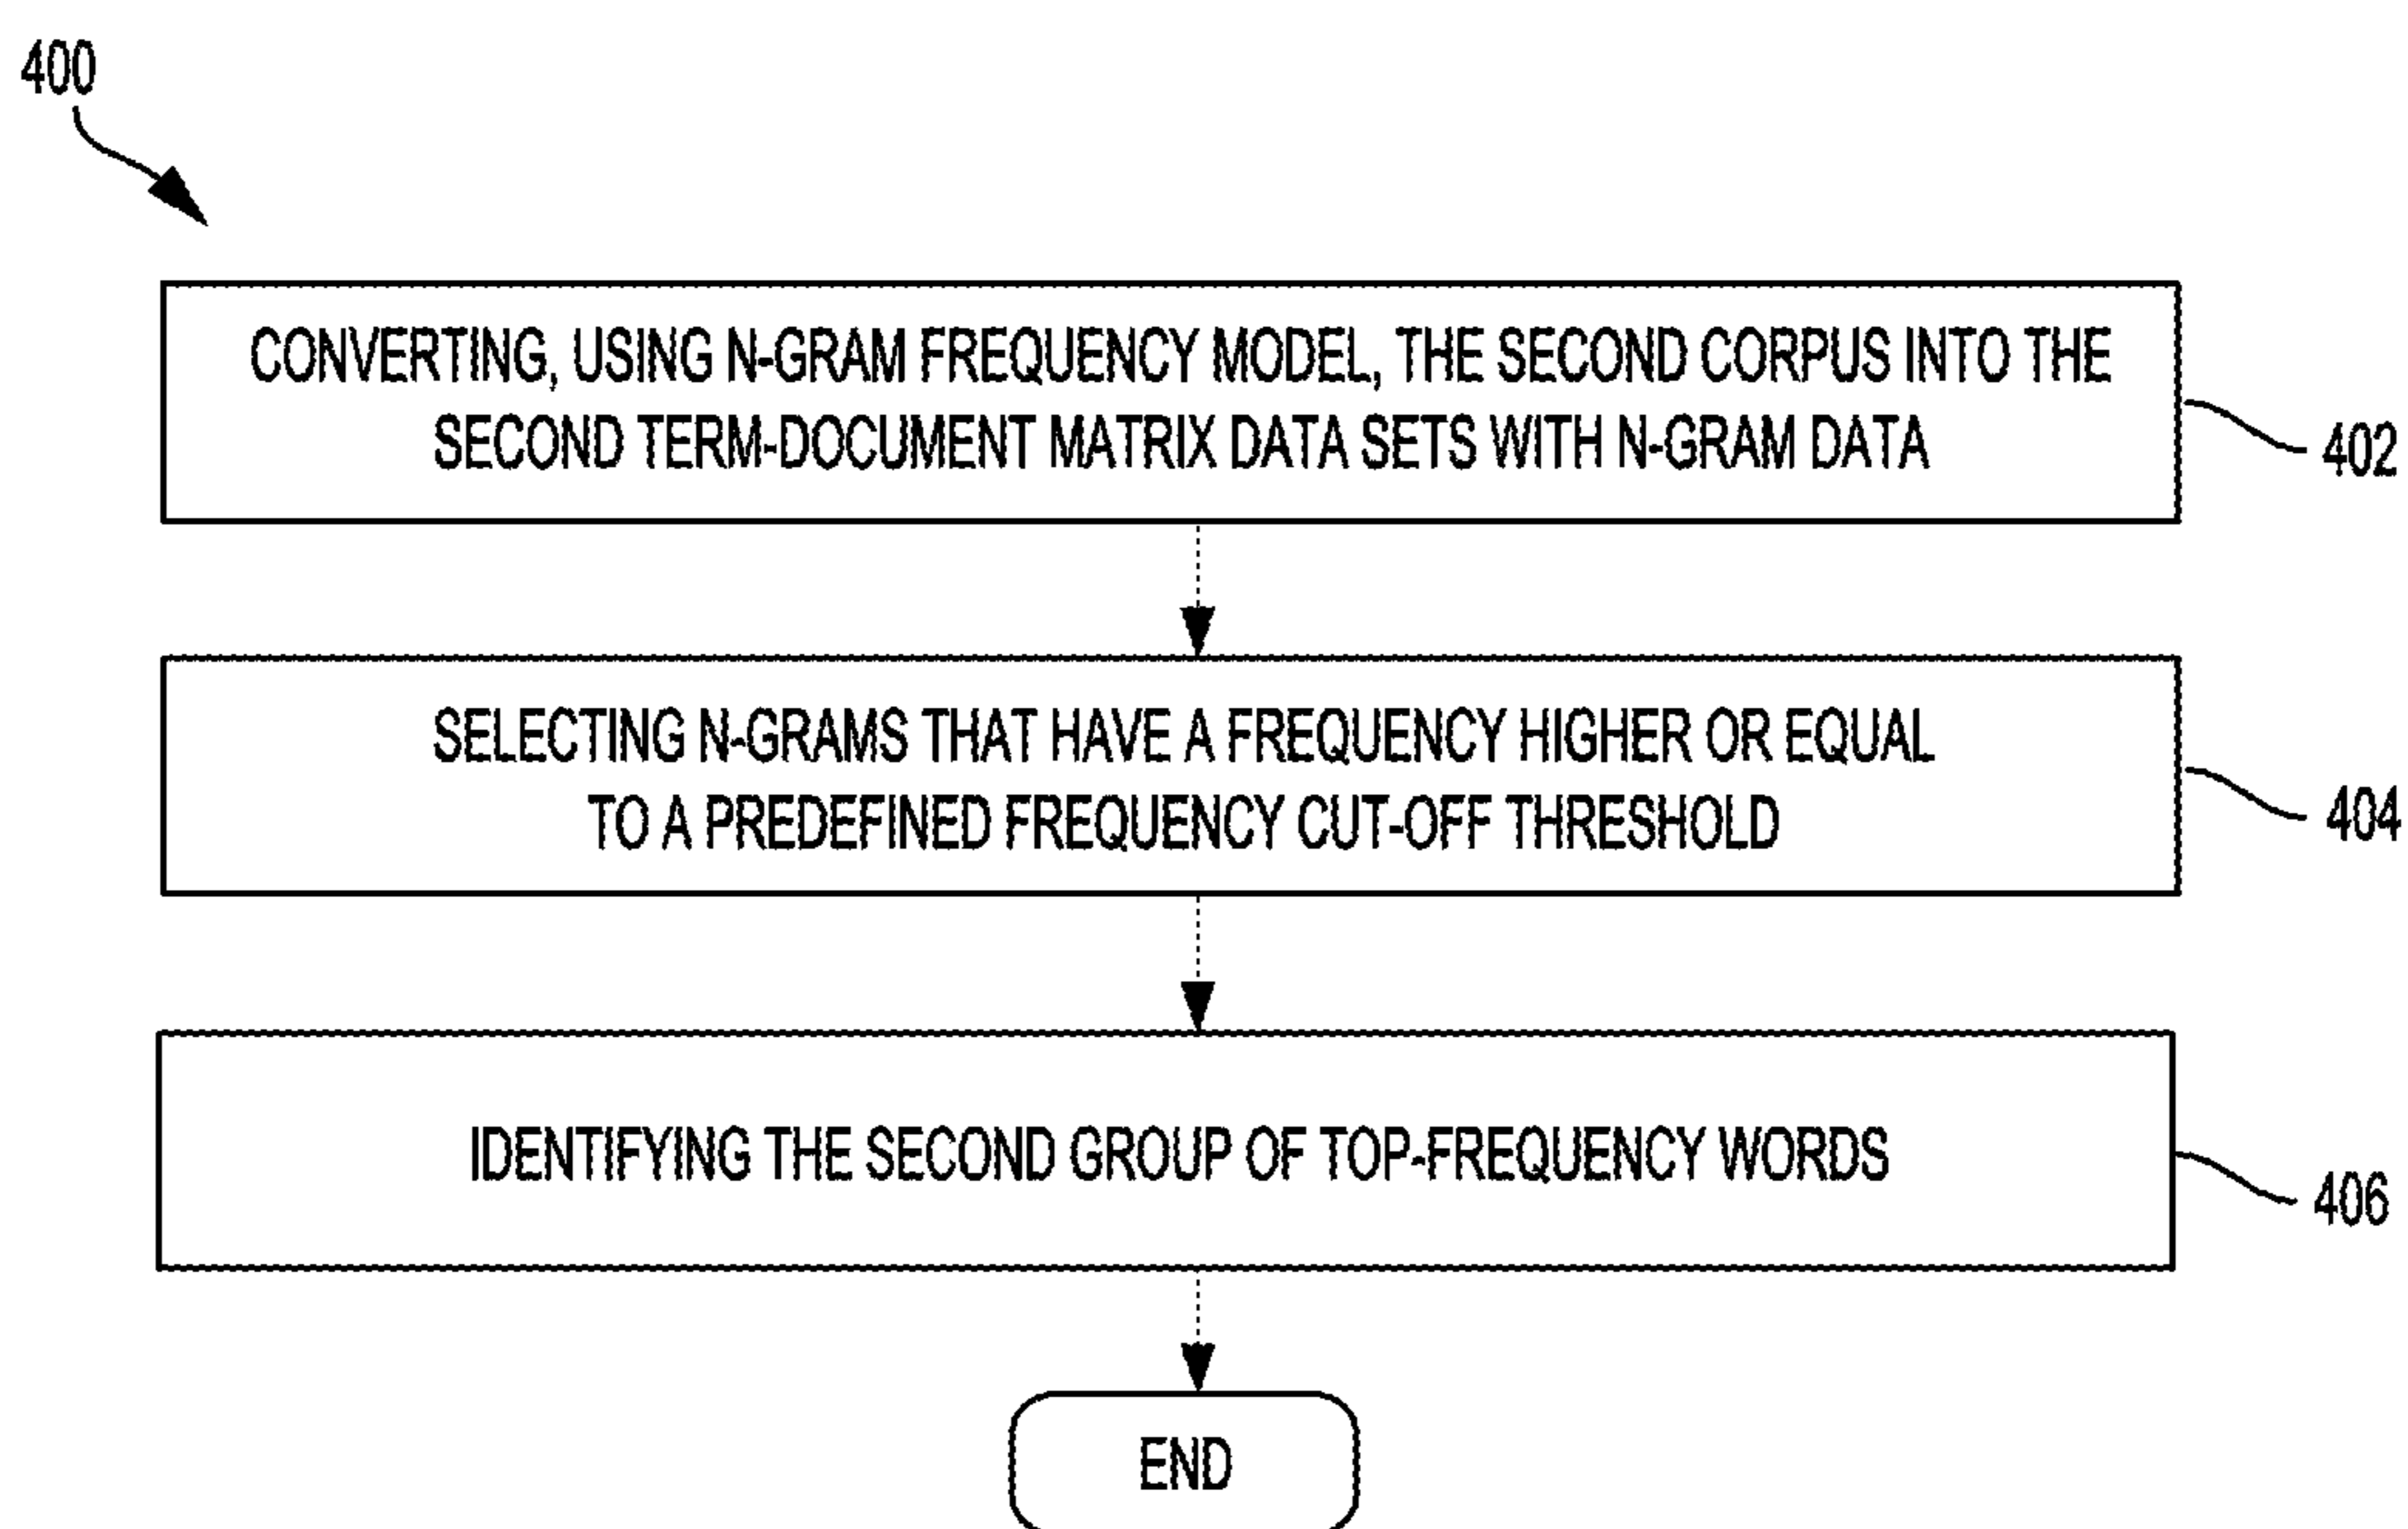 400
CONVERTING, USING N-GRAM FREQUENCY MODEL, THE SECOND CORPUS INTO THE
SECOND TERM-DOCUMENT MATRIX DATA SETS WITH N-GRAM DATA
402
SELECTING N-GRAMS THAT HAVE A FREQUENCY HIGHER OR EQUAL
TO A PREDEFINED FREQUENCY CUT-OFF THRESHOLD
404
IDENTIFYING THE SECOND GROUP OF TOP-FREQUENCY WORDS
406
END